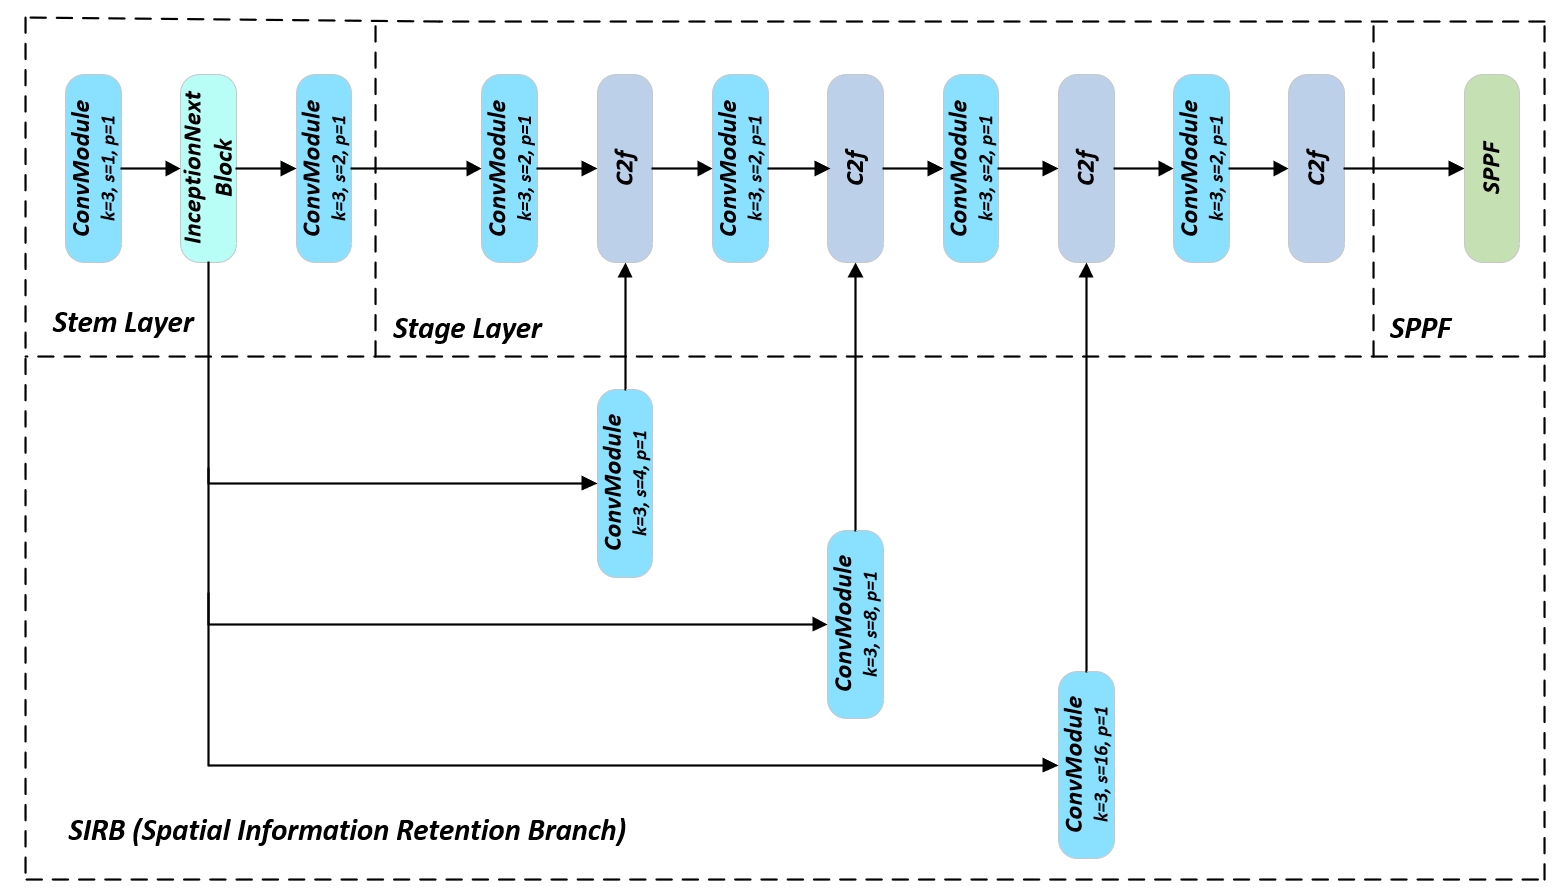 ConvModule
k=3, s=1, p=1
InceptionNext
Block
ConvModule
k=3, s=2, p=1
ConvModule
k=3, s=2, p=1
C2f
ConvModule
k=3, s=2, p=1
C2f
ConvModule
k=3, s=2, p=1
C2f
ConvModule
k=3, s=2, p=1
C2f
SPPF
Stem Layer
Stage Layer
SPPF
ConvModule
k=3, s=4, p=1
ConvModule
k=3, s=8, p=1
ConvModule
k=3, s=16, p=1
SIRB (Spatial Information Retention Branch)